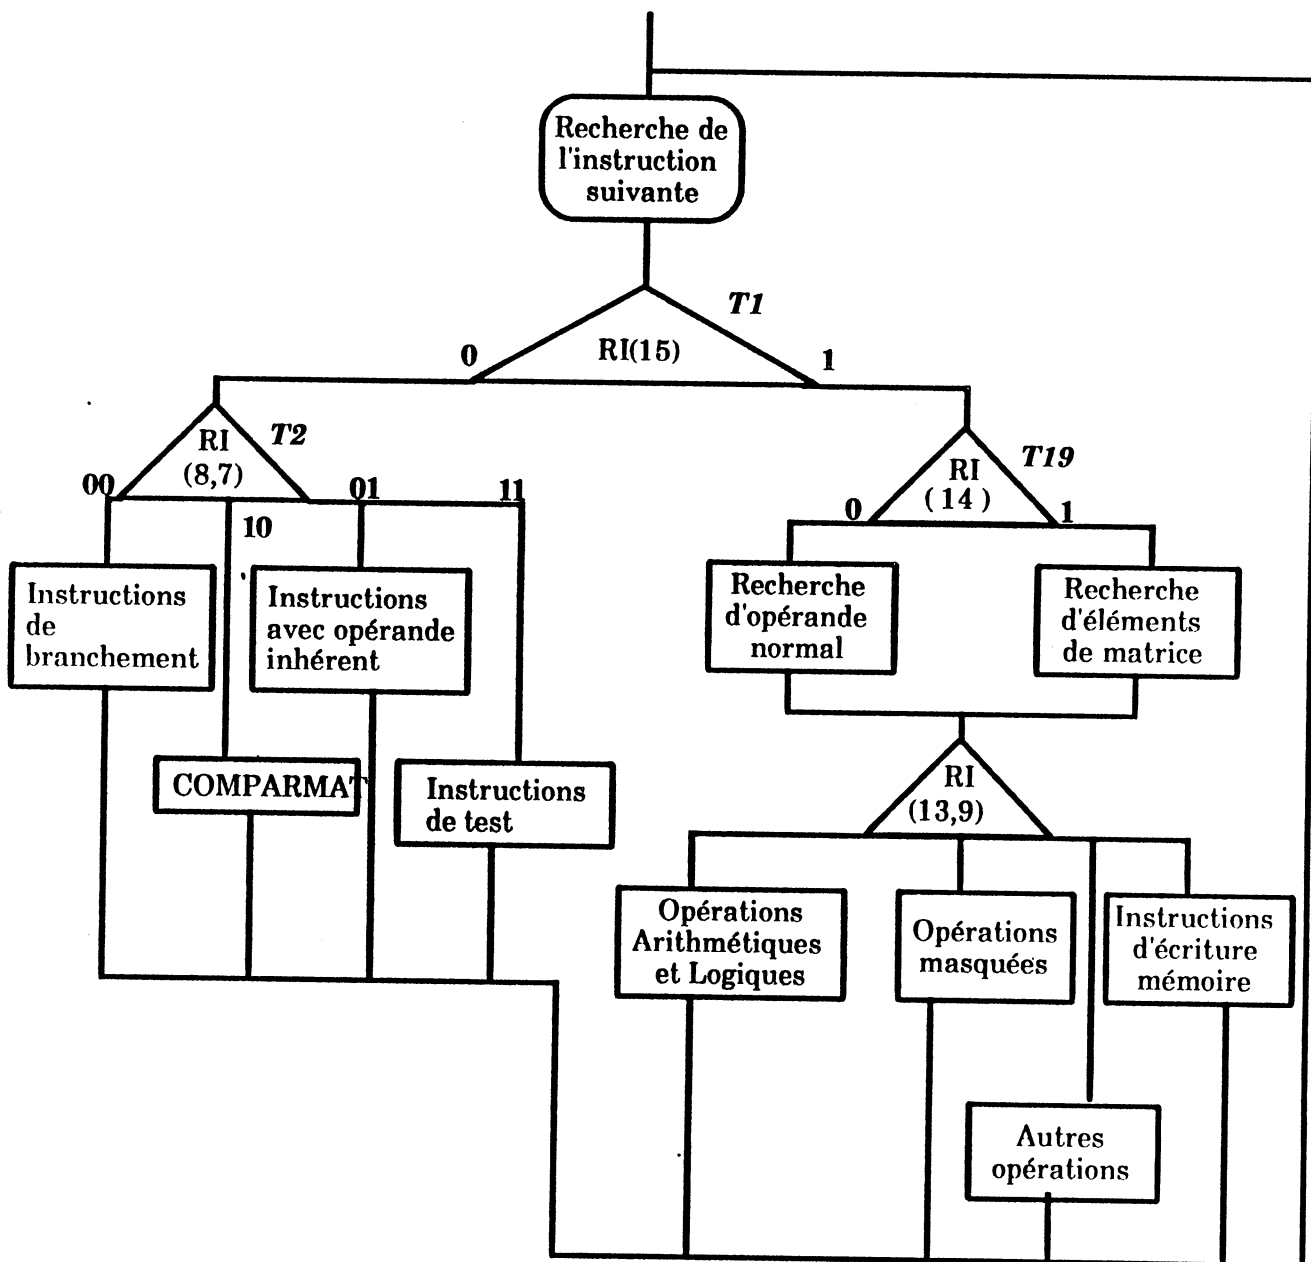 Recherche de
l'instruction
suivante
T1
0
RI(15)
1
RI
(8,7)
T2
00
10
01
11
RI
(14)
T19
0
1
Instructions
de
branchement
Instructions
avec opérande
inhérent
Recherche
d'opérande
normal
Recherche
d'éléments
de matrice
COMPARMAT
Instructions
de test
RI
(13,9)
Opérations
Arithmétiques
et Logiques
Opérations
masquées
Instructions
d'écriture
mémoire
Autres
opérations